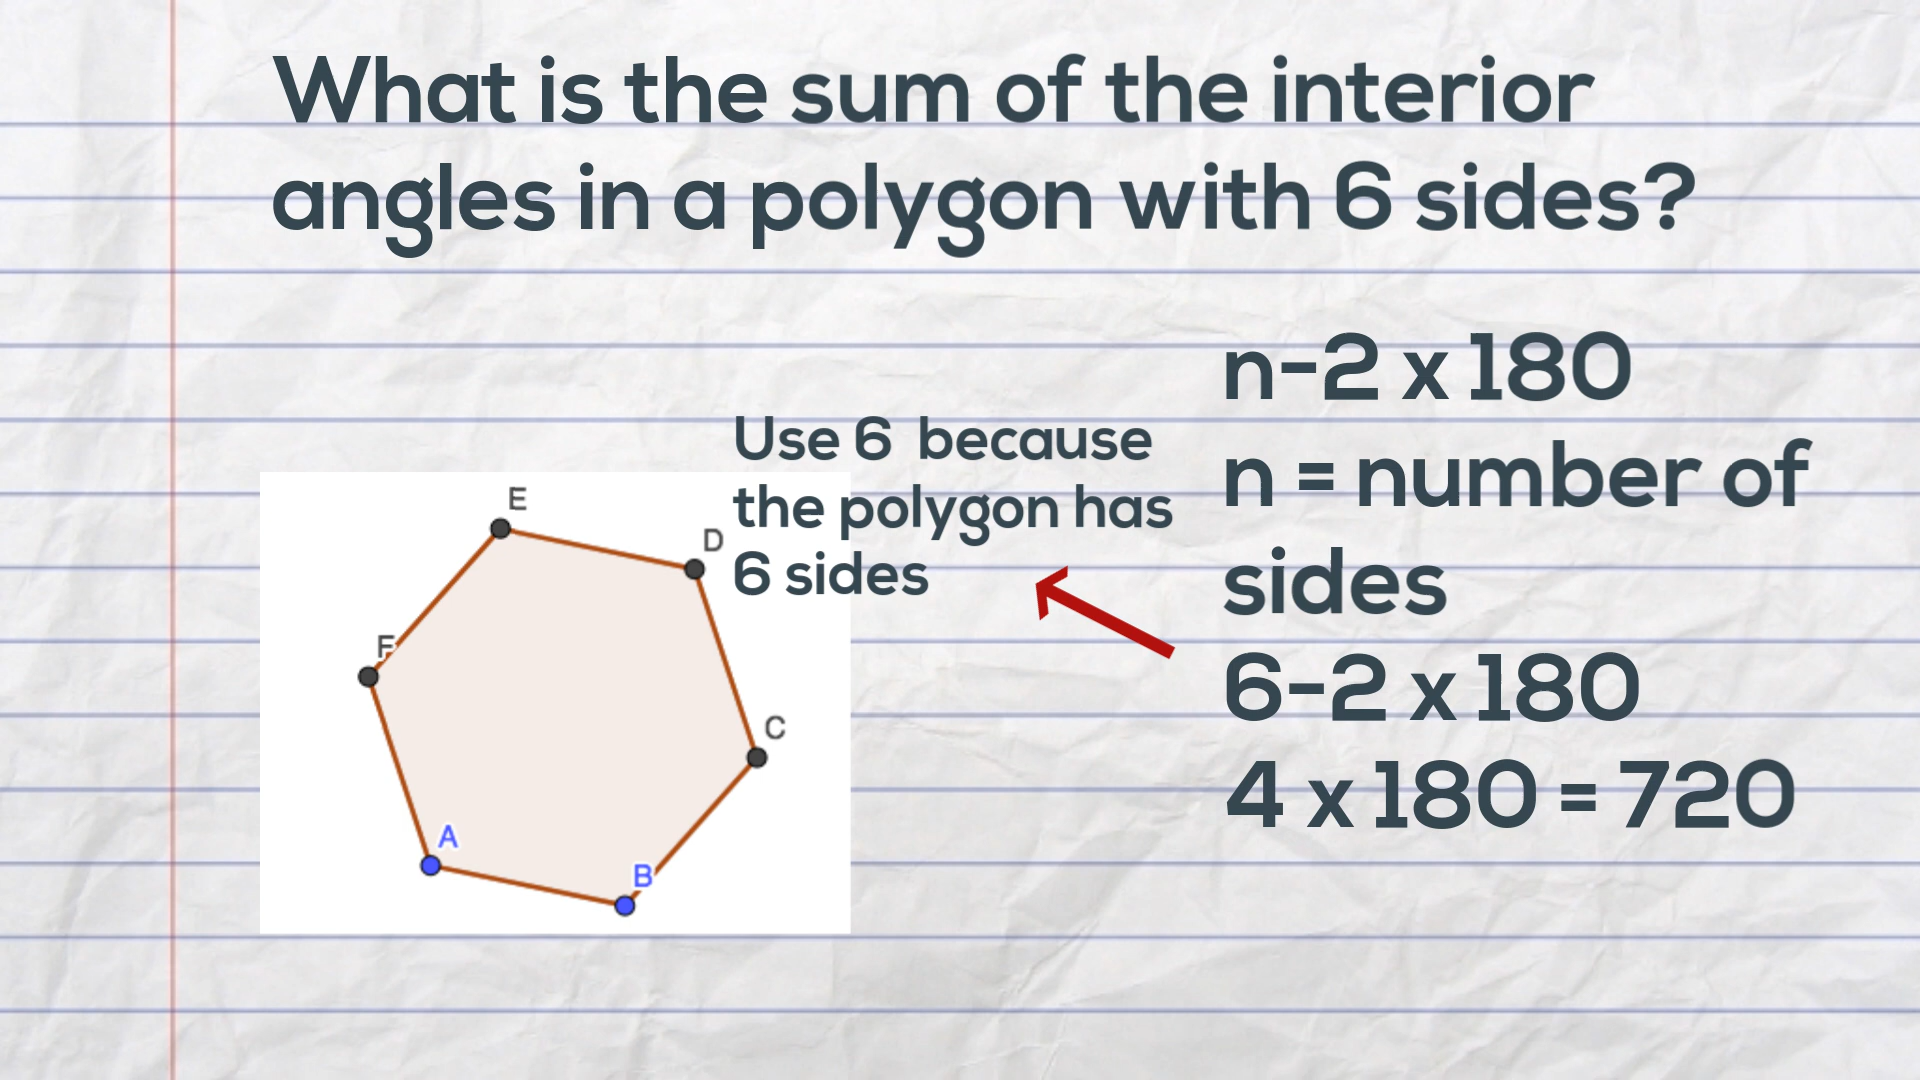 What is the sum of the interior
angles in a polygon with 6 sides?
n-2 x 180
n = number of
sides
6-2 x 180
4 x 180 = 720
Use 6  because
the polygon has
6 sides
E
D
F
C
A
B